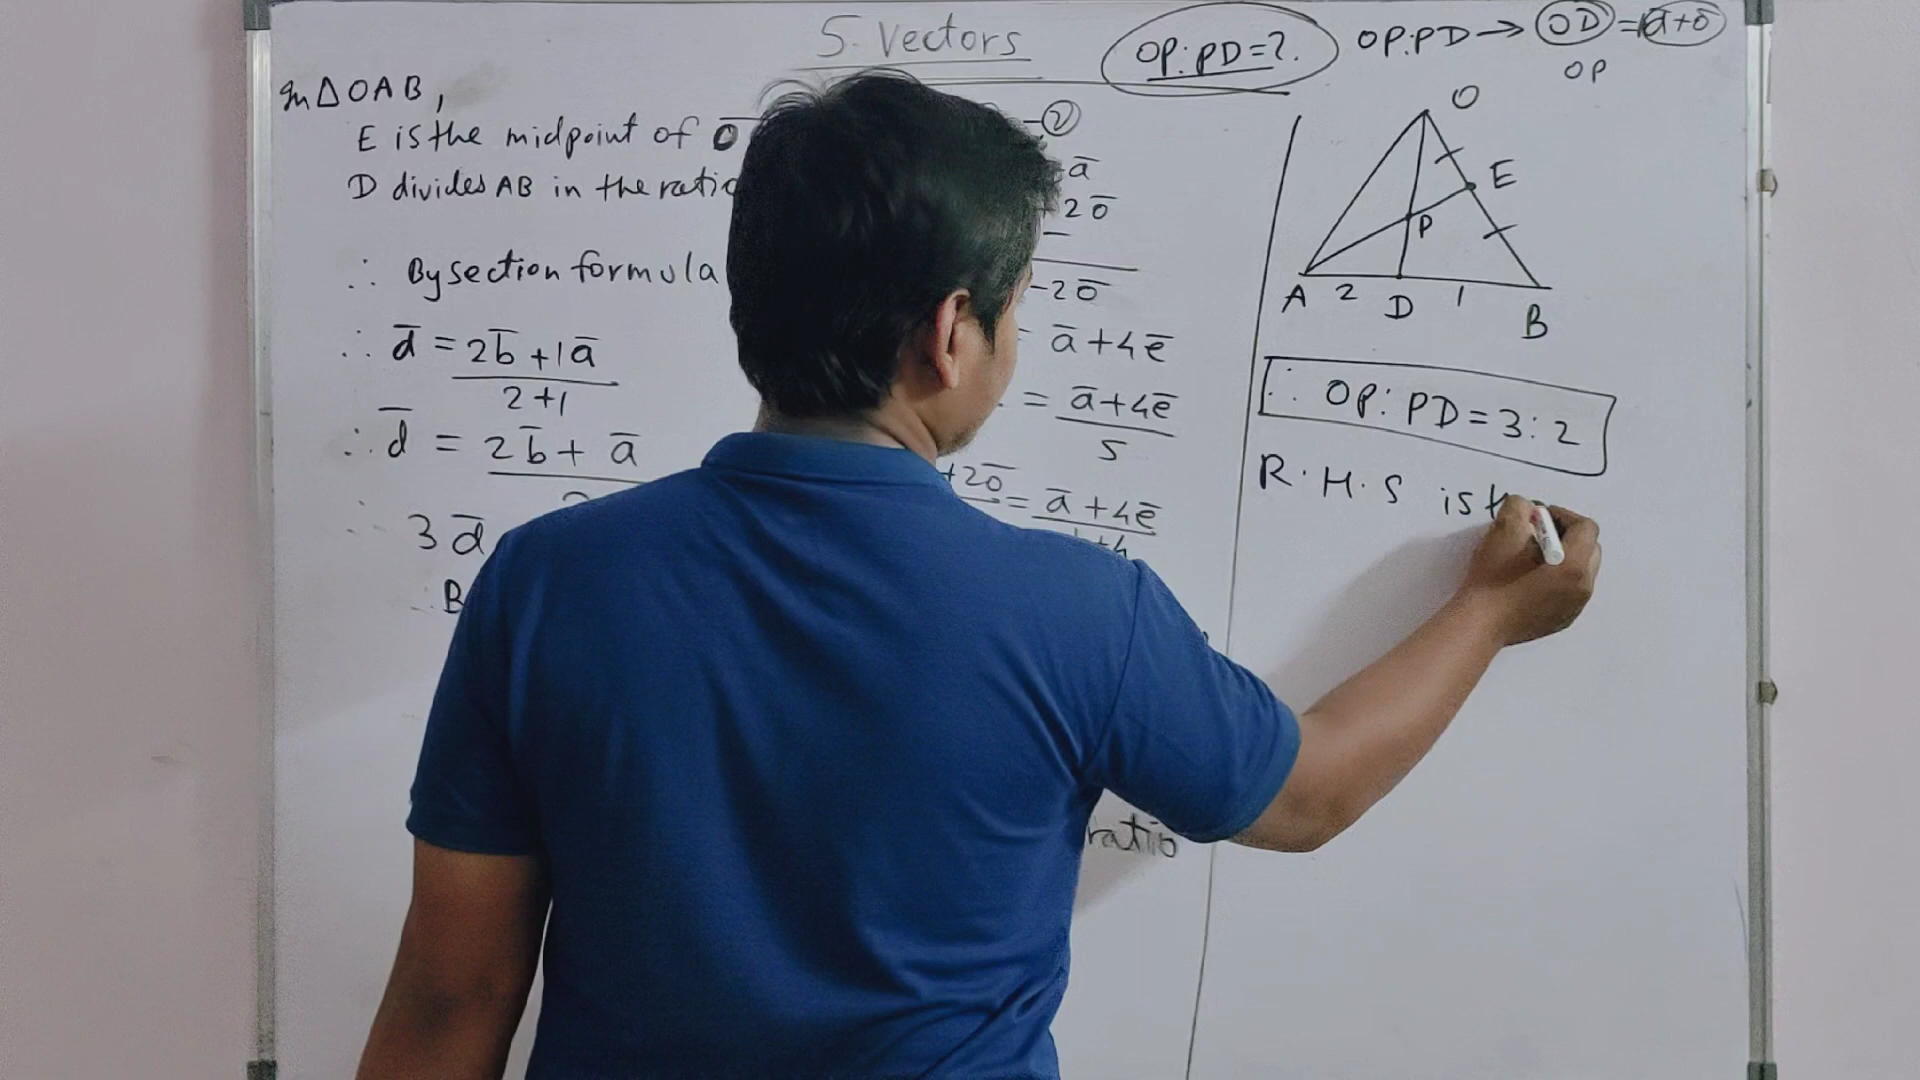 5. Vectors
OP:PD=?
OP:PD → OD =
OP
In △OAB,
E is the midpoint of
D divides AB in the ratio
∴ By section formula
∴ d̅ = 2b̅+1a̅
2+1
∴ d̅ = 2b̅+a̅
3d̅
∴ B
②
a̅
2o̅
-2o̅
= a̅+4e̅
= a̅+4e̅
5
+2o̅ = a̅+4e̅
ratio
O
E
P
A 2 D 1 B
∴ OP:PD=3:2
R.H.S is